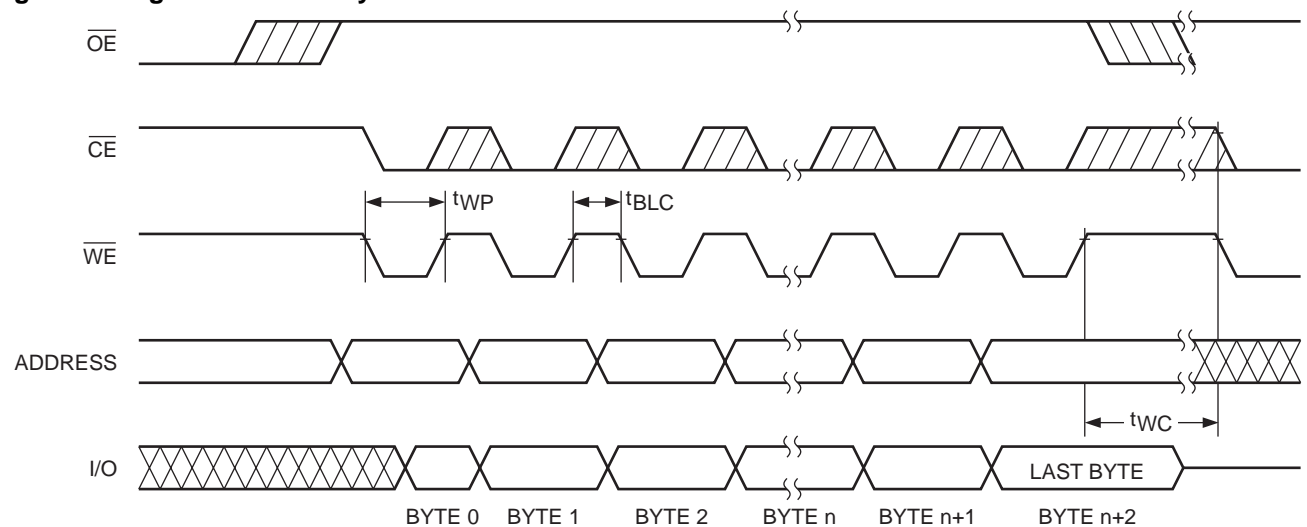 OE
CE
tWP
tBLC
WE
ADDRESS
tWC
I/O
LAST BYTE
BYTE 0 BYTE 1 BYTE 2 BYTE n BYTE n+1 BYTE n+2